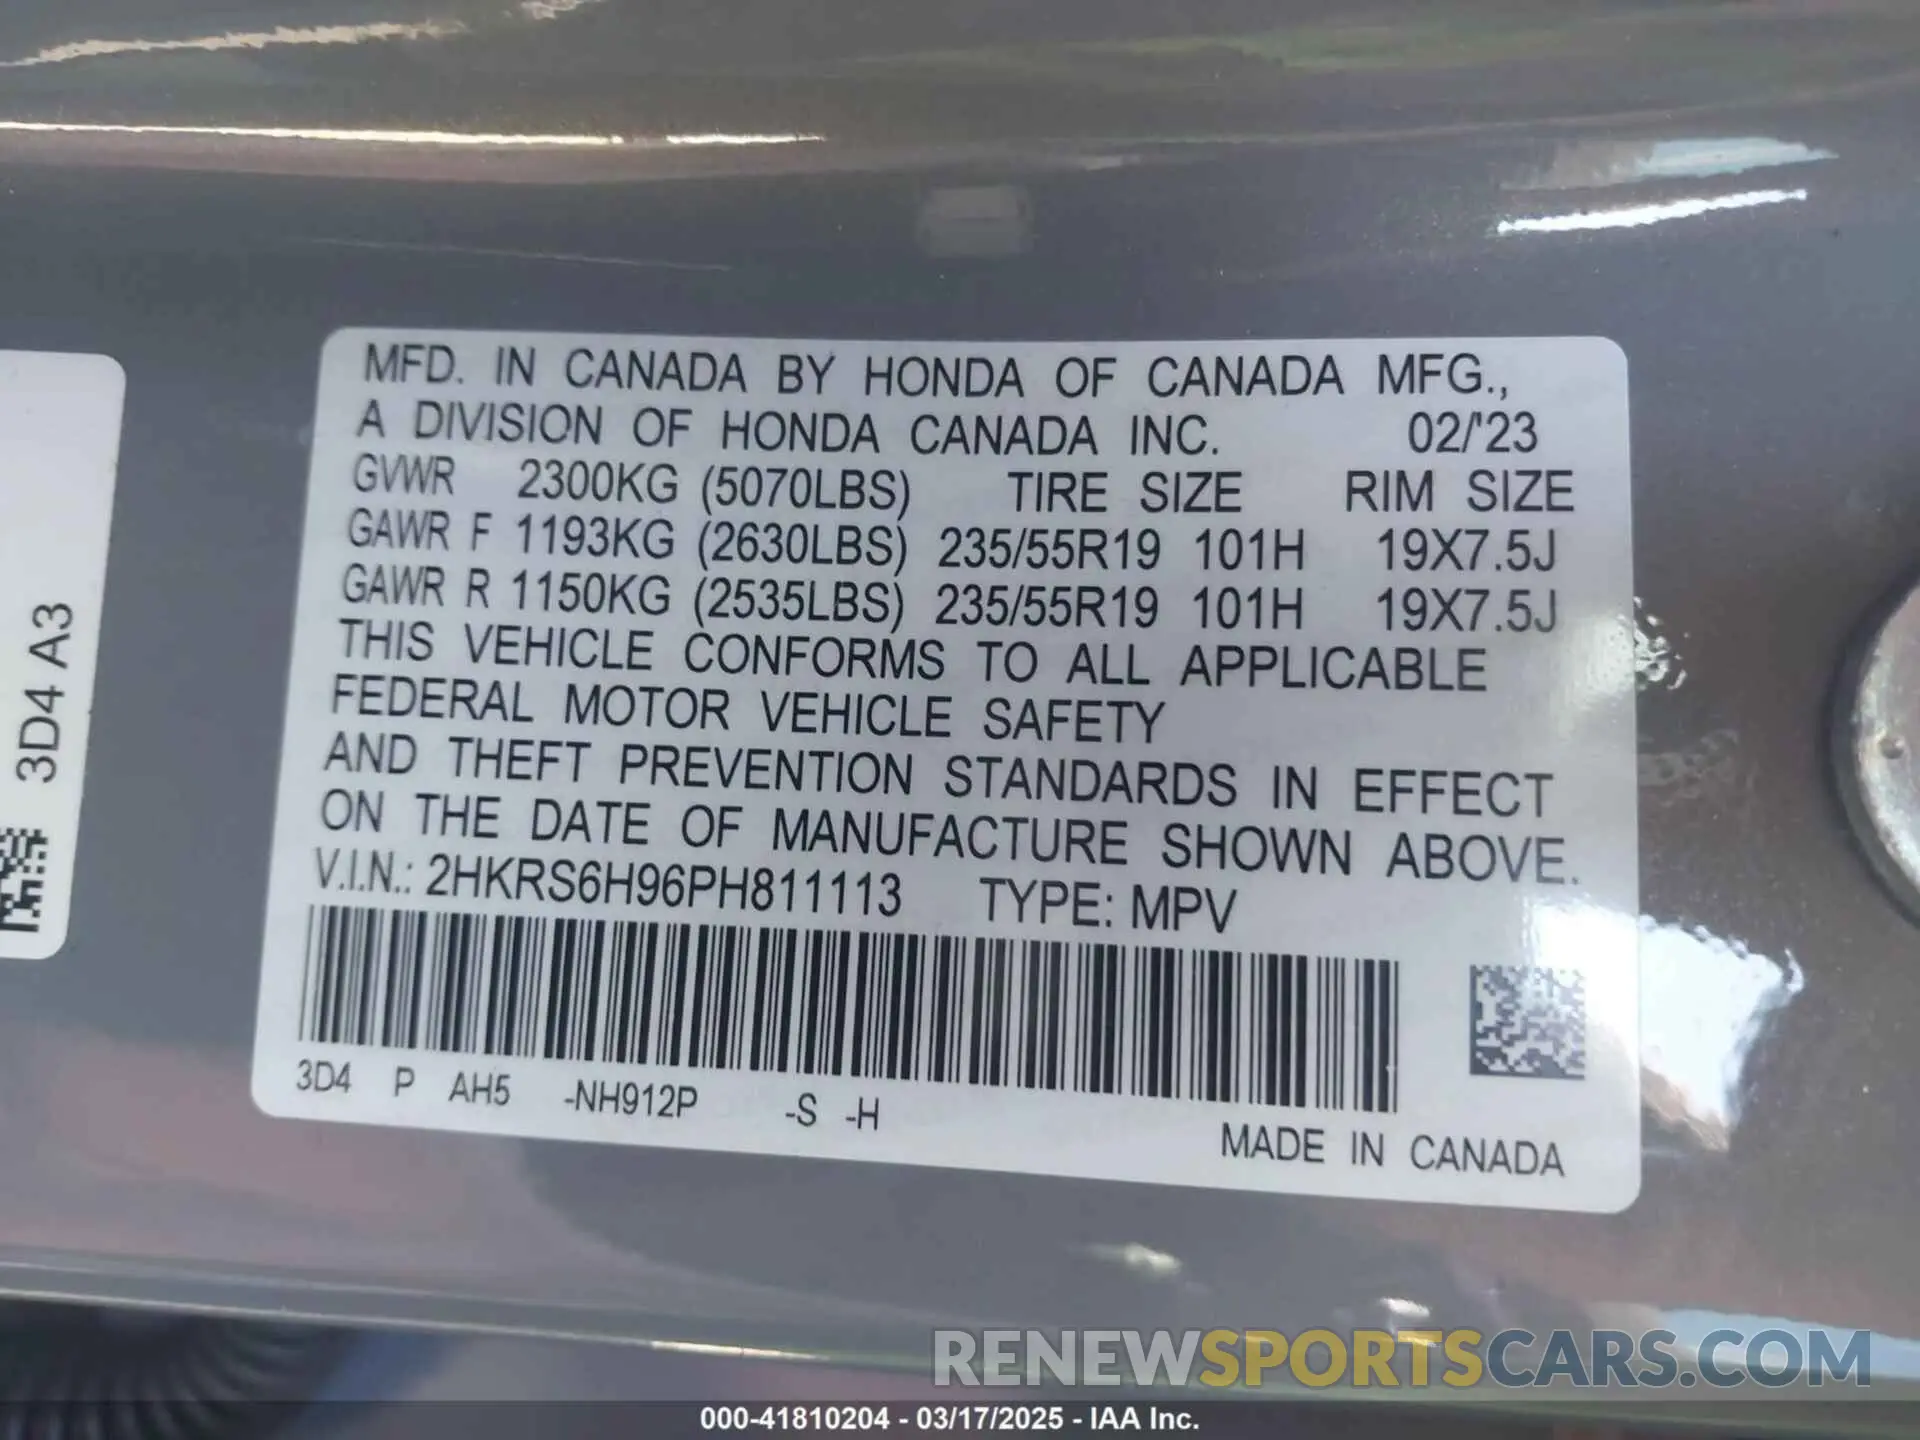 MFD. IN CANADA BY HONDA OF CANADA MFG.,
A DIVISION OF HONDA CANADA INC. 02/'23
GVWR 2300KG (5070LBS) TIRE SIZE RIM SIZE
GAWR F 1193KG (2630LBS) 235/55R19 101H 19X7.5J
GAWR R 1150KG (2535LBS) 235/55R19 101H 19X7.5J
THIS VEHICLE CONFORMS TO ALL APPLICABLE
FEDERAL MOTOR VEHICLE SAFETY
AND THEFT PREVENTION STANDARDS IN EFFECT
ON THE DATE OF MANUFACTURE SHOWN ABOVE.
V.I.N.: 2HKRS6H96PH811113 TYPE: MPV
3D4 P AH5 -NH912P -S -H
MADE IN CANADA
3D4 A3
RENEWSPORTSCARS.COM
000-41810204 - 03/17/2025 - IAA Inc.